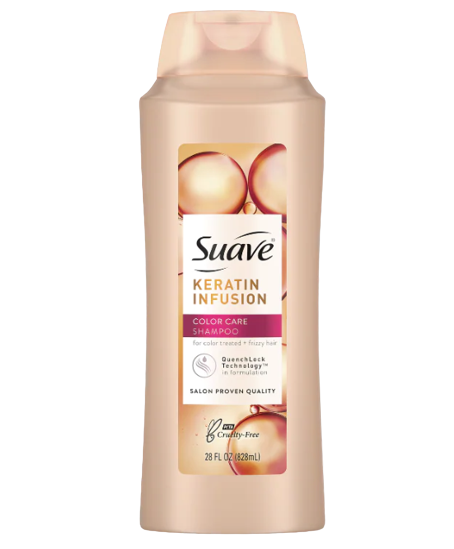 Suave®
KERATIN
INFUSION
COLOR CARE
SHAMPOO
for color treated + frizzy hair
QuenchLock
Technology™
in formulation
SALON PROVEN QUALITY
PETA
Cruelty-Free
28 FL OZ (828mL)